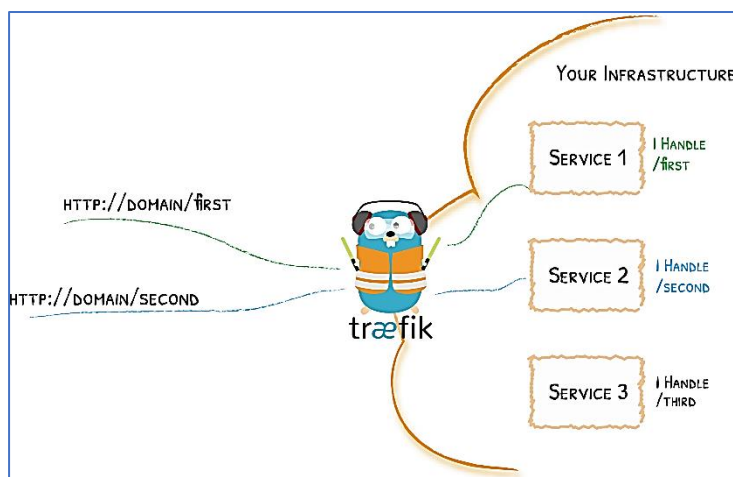 YOUR INFRASTRUCTURE
SERVICE 1
I HANDLE
/first
HTTP://DOMAIN/first
SERVICE 2
I HANDLE
/SECOND
HTTP://DOMAIN/SECOND
træfik
SERVICE 3
I HANDLE
/THIRD